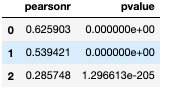 pearsonr pvalue
0 0.625903 0.000000e+00
1 0.539421 0.000000e+00
2 0.285748 1.296613e-205